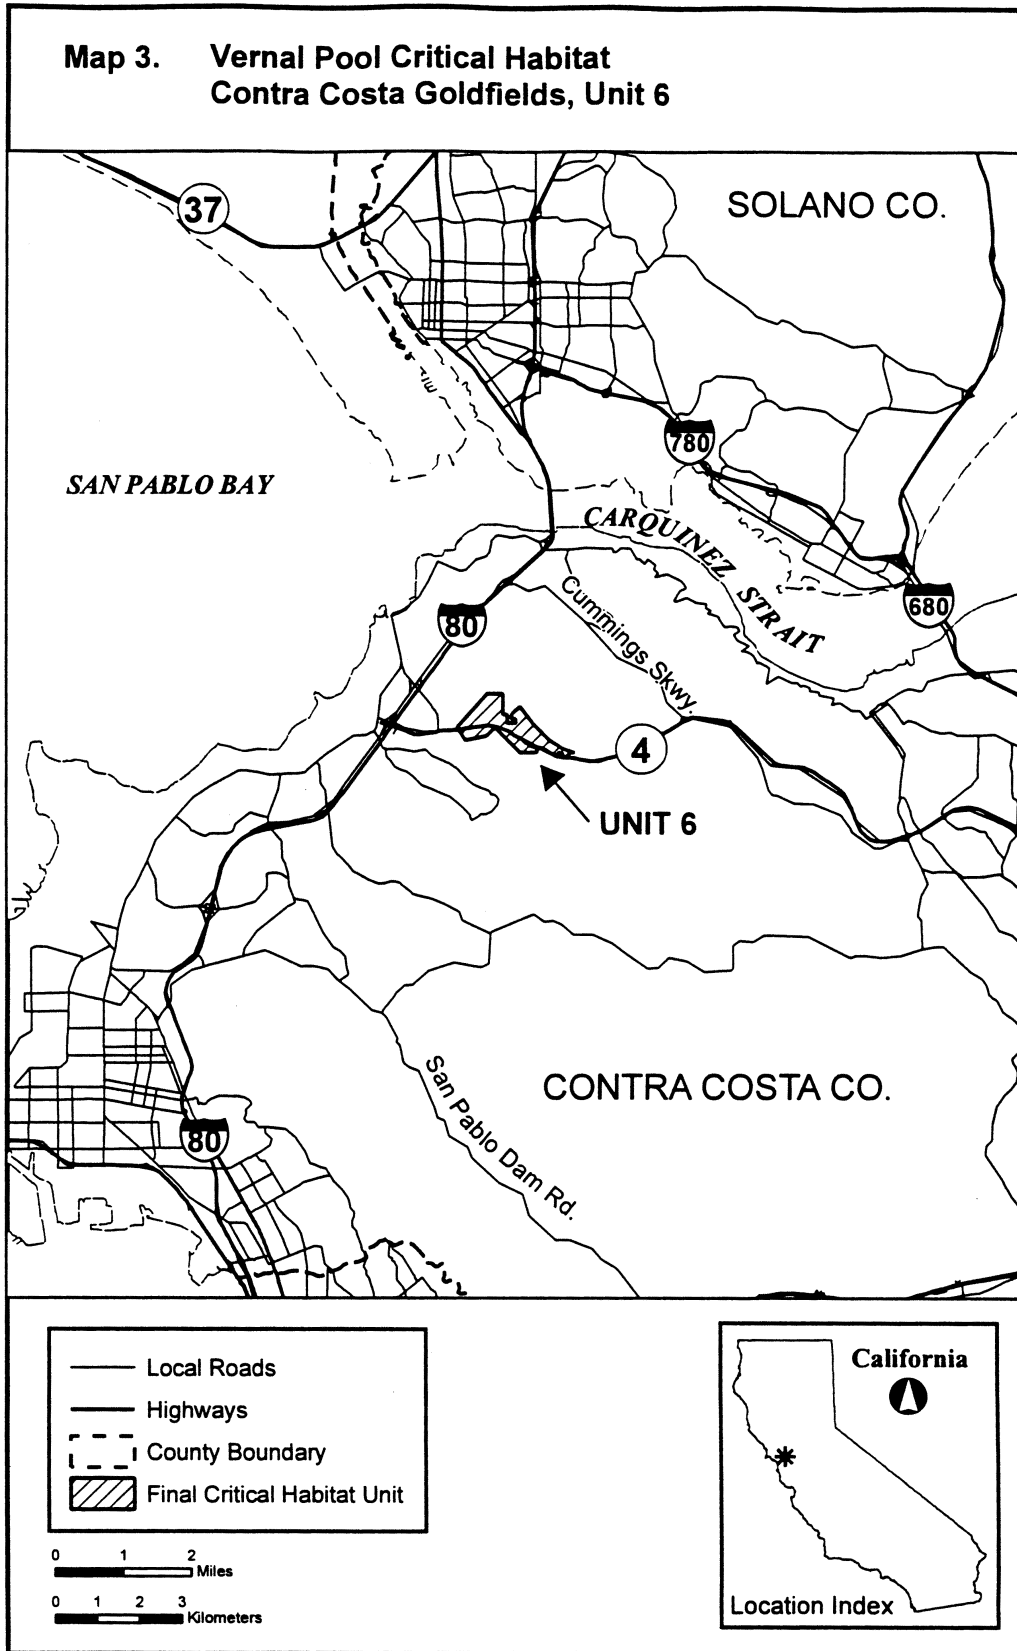 Map 3. Vernal Pool Critical Habitat
Contra Costa Goldfields, Unit 6
37
SOLANO CO.
780
SAN PABLO BAY
CARQUINEZ STRAIT
80
Cummings Skwy.
680
4
UNIT 6
San Pablo Dam Rd.
CONTRA COSTA CO.
80
Local Roads
Highways
County Boundary
Final Critical Habitat Unit
0 1 2
Miles
0 1 2 3
Kilometers
California
Location Index